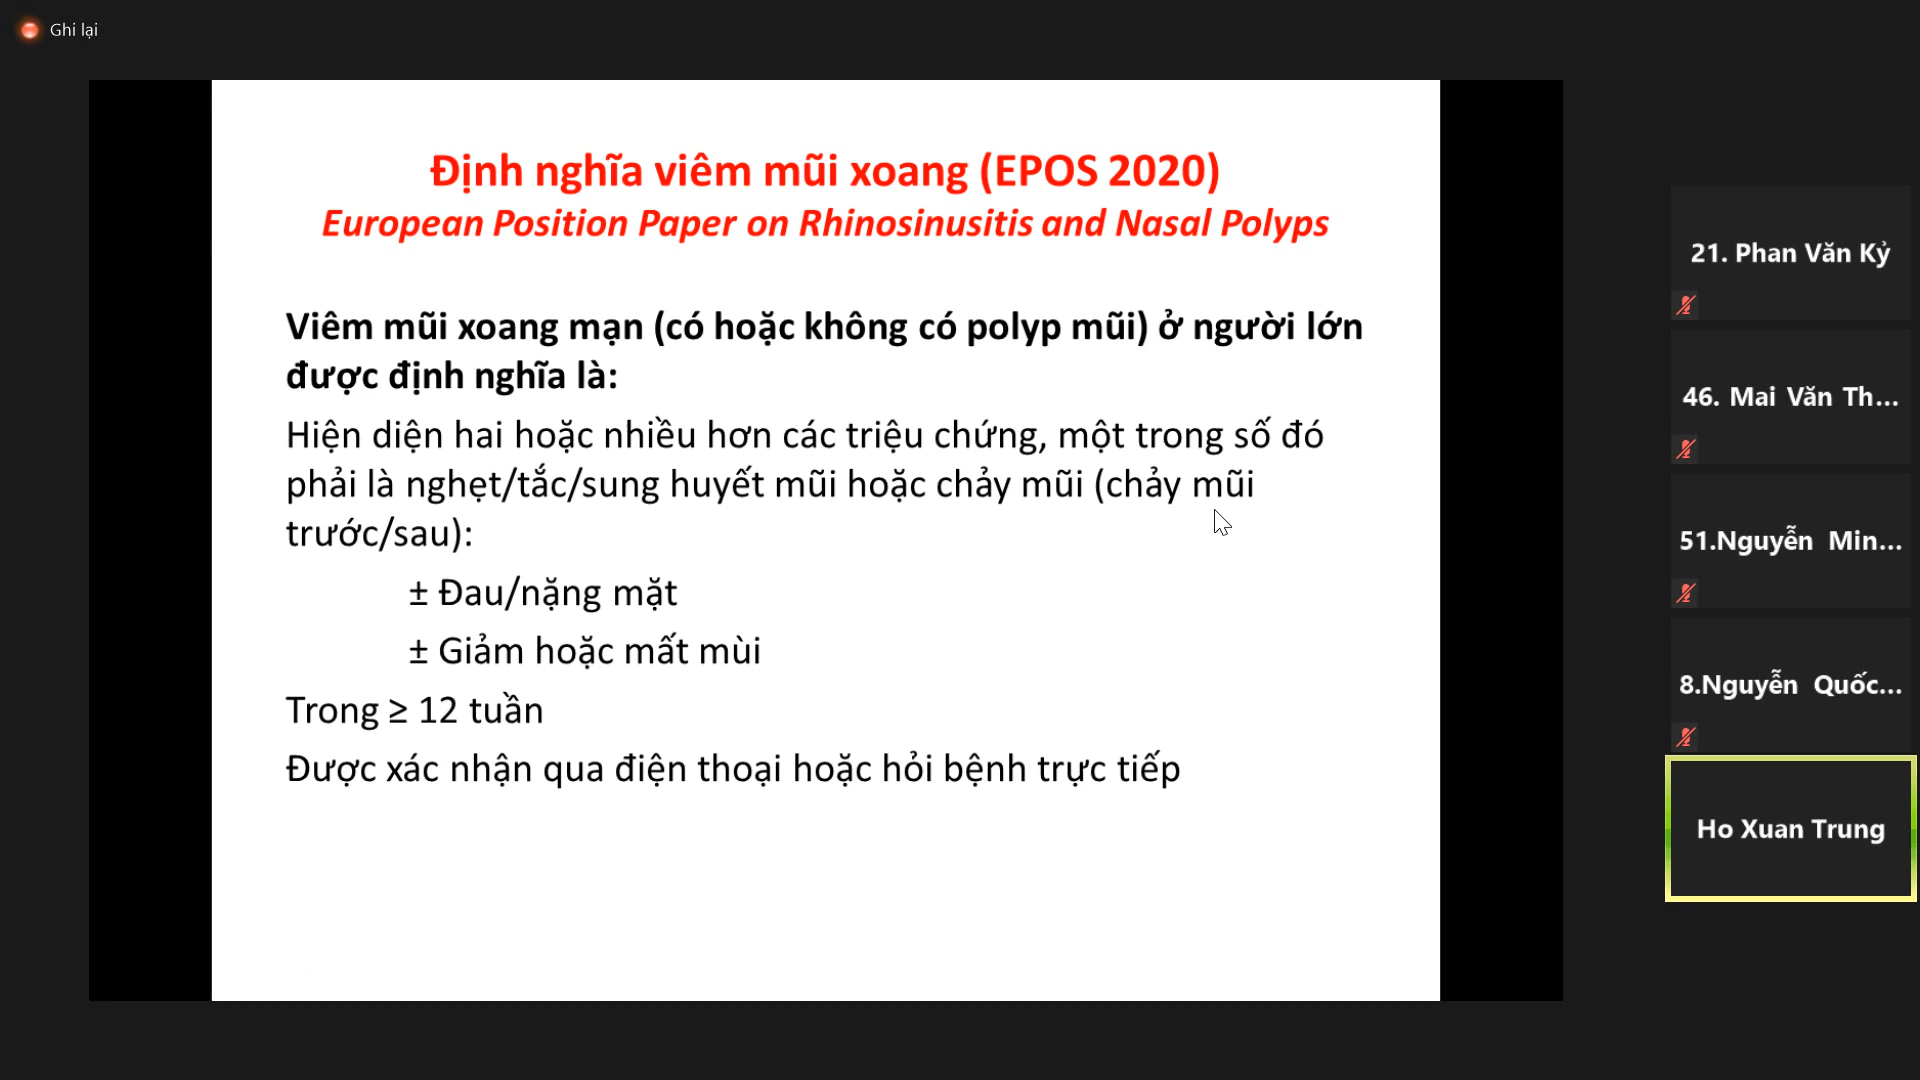 Ghi lại
Định nghĩa viêm mũi xoang (EPOS 2020)
European Position Paper on Rhinosinusitis and Nasal Polyps
Viêm mũi xoang mạn (có hoặc không có polyp mũi) ở người lớn
được định nghĩa là:
Hiện diện hai hoặc nhiều hơn các triệu chứng, một trong số đó
phải là nghẹt/tắc/sung huyết mũi hoặc chảy mũi (chảy mũi
trước/sau):
± Đau/nặng mặt
± Giảm hoặc mất mùi
Trong ≥ 12 tuần
Được xác nhận qua điện thoại hoặc hỏi bệnh trực tiếp
21. Phan Văn Kỷ
46. Mai Văn Th...
51.Nguyễn Min...
8.Nguyễn Quốc...
Ho Xuan Trung